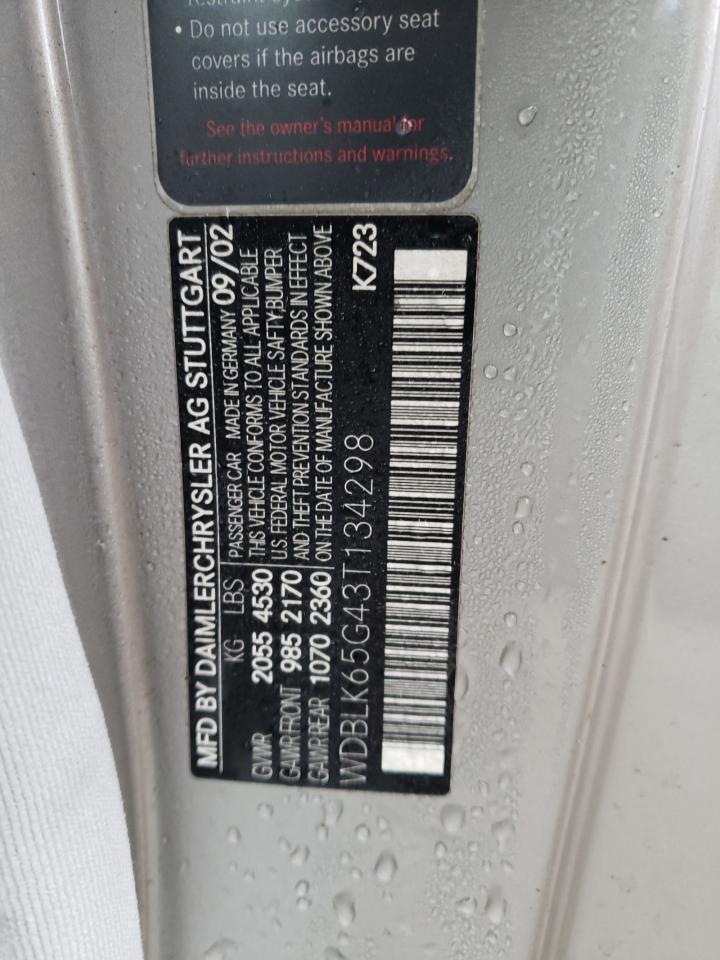 • Do not use accessory seat
covers if the airbags are
inside the seat.
See the owner's manual for
further instructions and warnings.
MFD BY DAIMLERCHRYSLER AG STUTTGART
KG LBS PASSENGER CAR MADE IN GERMANY 09/02
GVWR 2055 4530 THIS VEHICLE CONFORMS TO ALL APPLICABLE
U.S. FEDERAL MOTOR VEHICLE SAFTY,BUMPER
GAWR FRONT 985 2170 AND THEFT PREVENTION STANDARDS IN EFFECT
GAWR REAR 1070 2360 ON THE DATE OF MANUFACTURE SHOWN ABOVE
WDBLK65G43T134298 K723